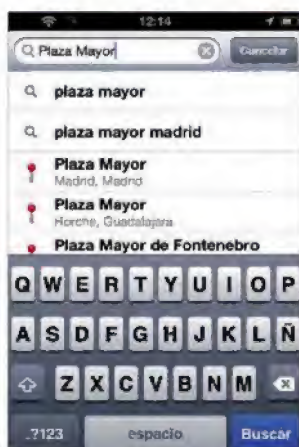 12:14
Plaza Mayor
Cancelar
plaza mayor
plaza mayor madrid
Plaza Mayor
Madrid, Madrid
Plaza Mayor
Horche, Guadalajara
Plaza Mayor de Fontenebro
Q W E R T Y U I O P
A S D F G H J K L Ñ
Z X C V B N M
.?123 espacio Buscar